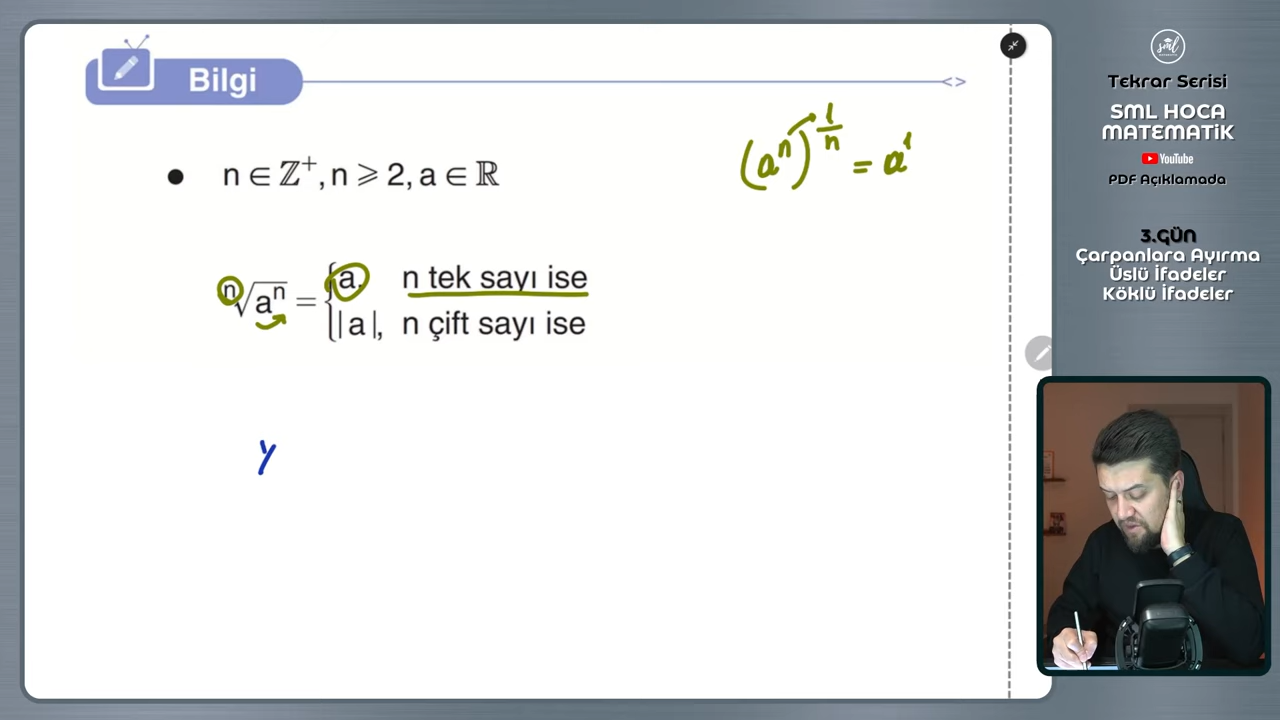 Bilgi
< >
(aⁿ)^(1/n) = a¹
• n ∈ ℤ⁺, n ⩾ 2, a ∈ ℝ
ⁿ√aⁿ = { a, n tek sayı ise
| a |, n çift sayı ise
y
sml
Tekrar Serisi
SML HOCA
MATEMATİK
YouTube
PDF Açıklamada
3.GÜN
Çarpanlara Ayırma
Üslü İfadeler
Köklü İfadeler